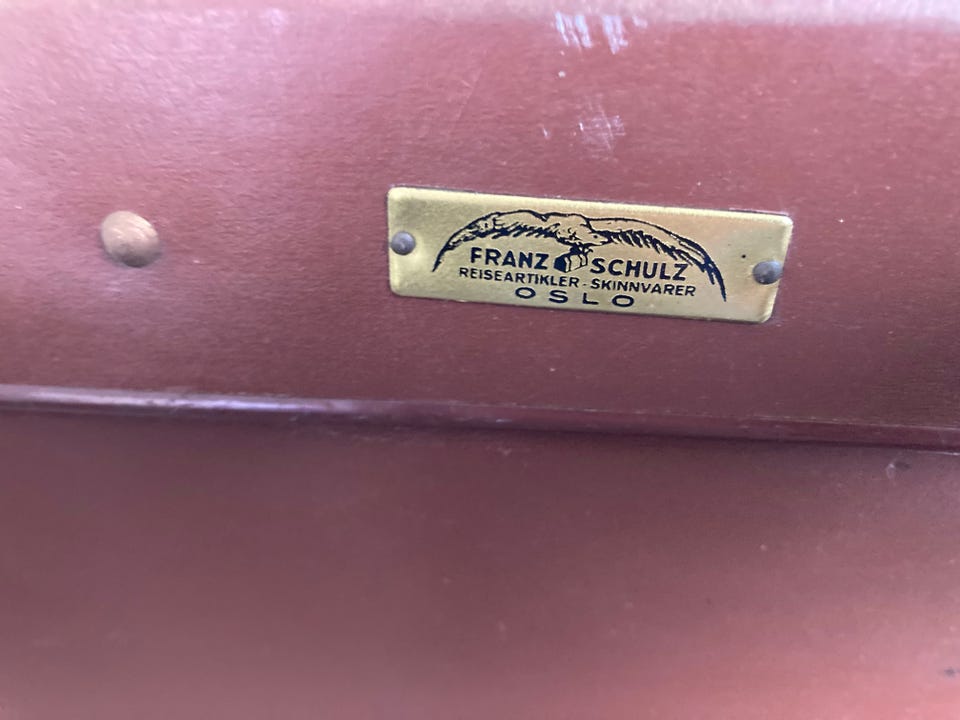 FRANZ SCHULZ
REISEARTIKLER - SKINNVARER
OSLO